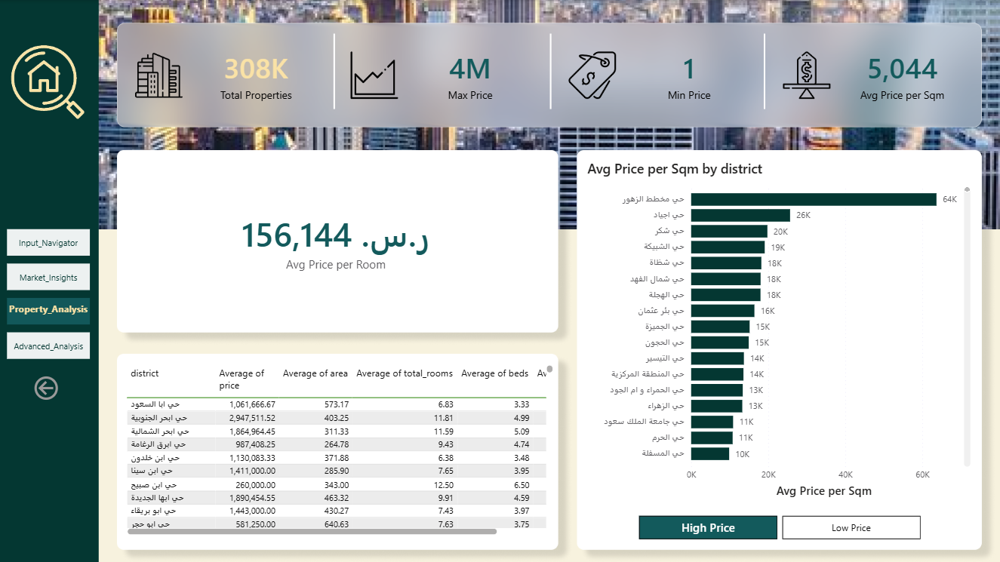 308K
Total Properties
4M
Max Price
1
Min Price
5,044
Avg Price per Sqm
Input_Navigator
Market_Insights
Property_Analysis
Advanced_Analysis
ر.س. 156,144
Avg Price per Room
district Average of price Average of area Average of total_rooms Average of beds Av
حي ابا السعود 1,061,666.67 573.17 6.83 3.33
حي ابحر الجنوبية 2,947,511.52 403.25 11.81 4.99
حي ابحر الشمالية 1,864,964.45 311.33 11.59 5.09
حي ابرق الرغامة 987,408.25 264.78 9.43 4.74
حي ابن خلدون 1,130,083.33 371.88 6.38 3.48
حي ابن سينا 1,411,000.00 285.90 7.65 3.95
حي ابن صبيح 260,000.00 343.00 12.50 6.50
حي ابها الجديدة 1,890,454.55 463.32 9.91 4.59
حي ابو بريقاء 1,443,000.00 430.27 7.43 3.97
حي ابو حجر 581,250.00 640.63 7.63 3.75
Avg Price per Sqm by district
حي مخطط الزهور 64K
حي اجياد 26K
حي شكر 20K
حي الشبيكة 19K
حي شظاة 18K
حي شمال الفهد 18K
حي الهجلة 18K
حي بئر عثمان 16K
حي الجميزة 15K
حي الحجون 15K
حي التيسير 14K
حي المنطقة المركزية 14K
حي الحمراء و ام الجود 13K
حي الزهراء 13K
حي جامعة الملك سعود 11K
حي الحرم 11K
حي المسفلة 10K
0K 20K 40K 60K
Avg Price per Sqm
High Price
Low Price